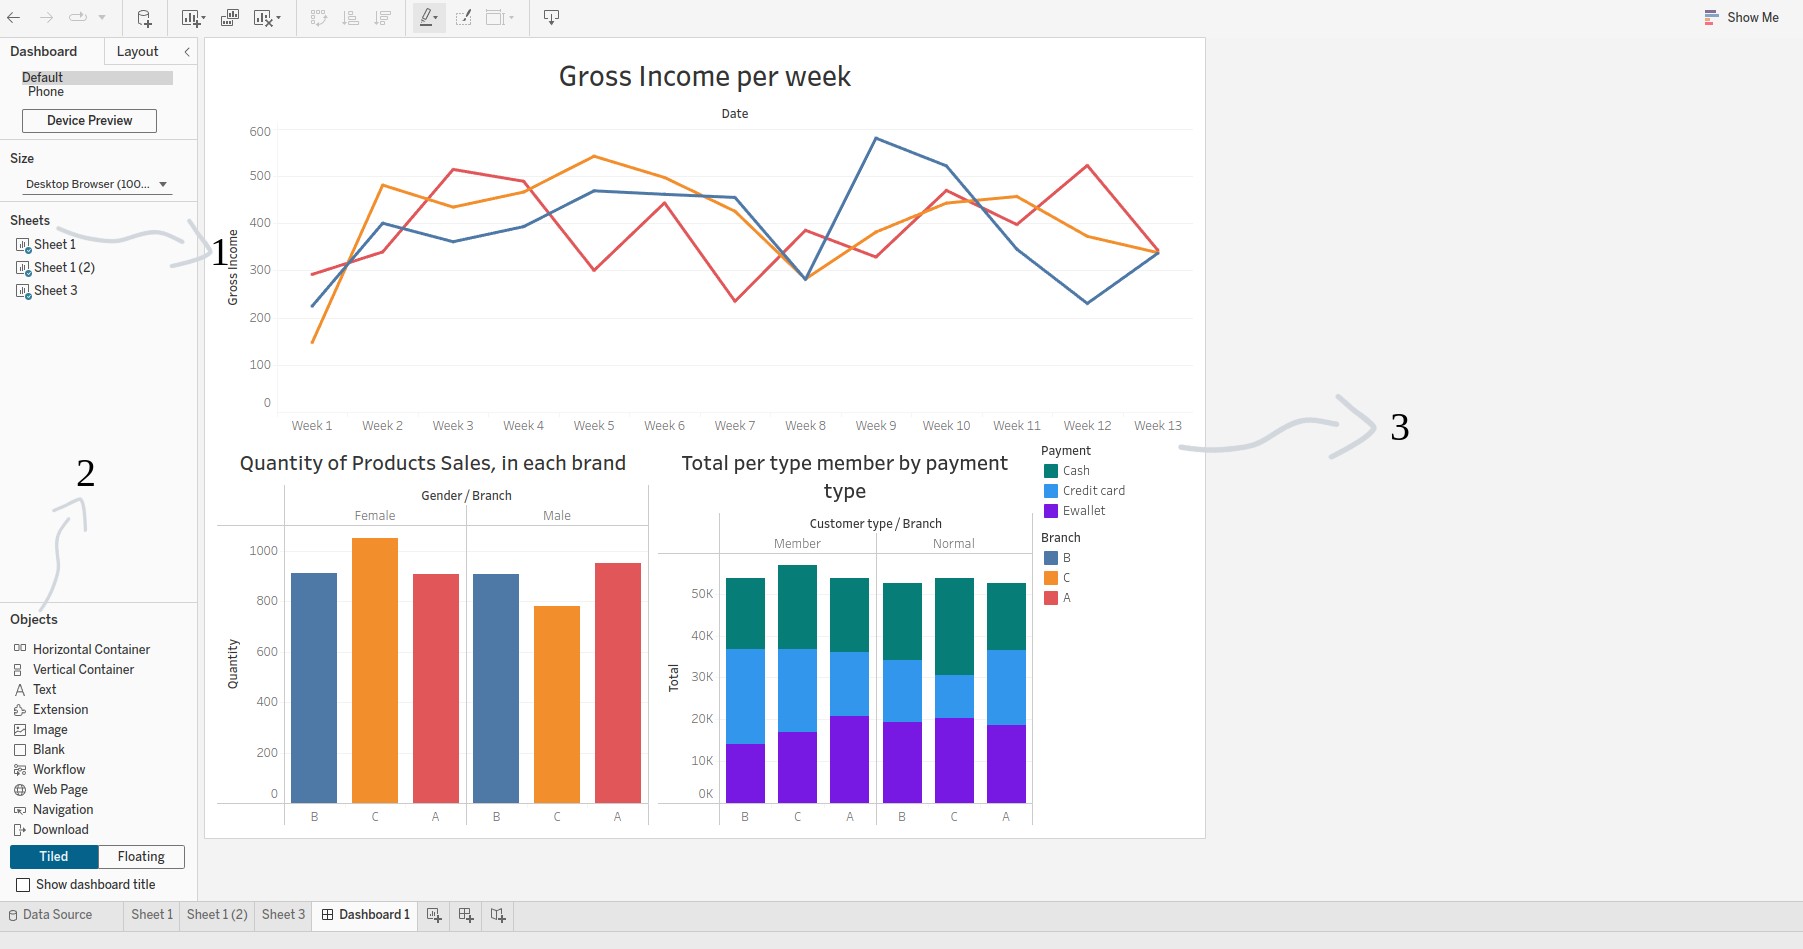 Show Me
Dashboard
Layout
Default
Phone
Device Preview
Size
Desktop Browser (100...
Sheets
Sheet 1
Sheet 1 (2)
Sheet 3
1
2
3
Objects
Horizontal Container
Vertical Container
Text
Extension
Image
Blank
Workflow
Web Page
Navigation
Download
Tiled Floating
Show dashboard title
Gross Income per week
Date
Gross Income
600
500
400
300
200
100
0
Week 1 Week 2 Week 3 Week 4 Week 5 Week 6 Week 7 Week 8 Week 9 Week 10 Week 11 Week 12 Week 13
Quantity of Products Sales, in each brand
Gender / Branch
Female Male
Quantity
1000
800
600
400
200
0
B C A B C A
Total per type member by payment
type
Customer type / Branch
Member Normal
Total
50K
40K
30K
20K
10K
0K
B C A B C A
Payment
Cash
Credit card
Ewallet
Branch
B
C
A
Data Source Sheet 1 Sheet 1 (2) Sheet 3 Dashboard 1